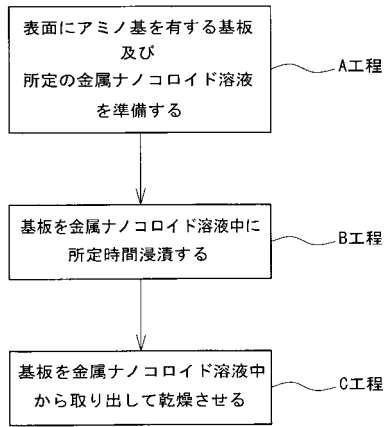 表面にアミノ基を有する基板
及び
所定の金属ナノコロイド溶液
を準備する
A工程
基板を金属ナノコロイド溶液中に
所定時間浸漬する
B工程
基板を金属ナノコロイド溶液中
から取り出して乾燥させる
C工程